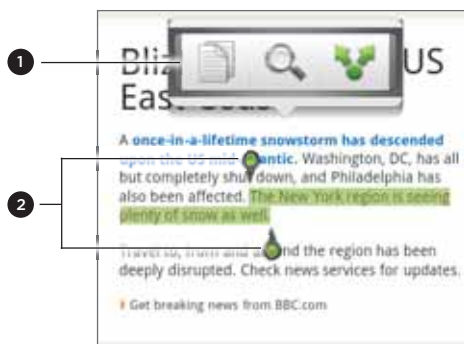 1
Bliz US
East
A once-in-a-lifetime snowstorm has descended
upon the US mid- antic. Washington, DC, has all
but completely shut down, and Philadelphia has
also been affected. The New York region is seeing
plenty of snow as well.
2
Travel to, from and a nd the region has been
deeply disrupted. Check news services for updates.
Get breaking news from BBC.com